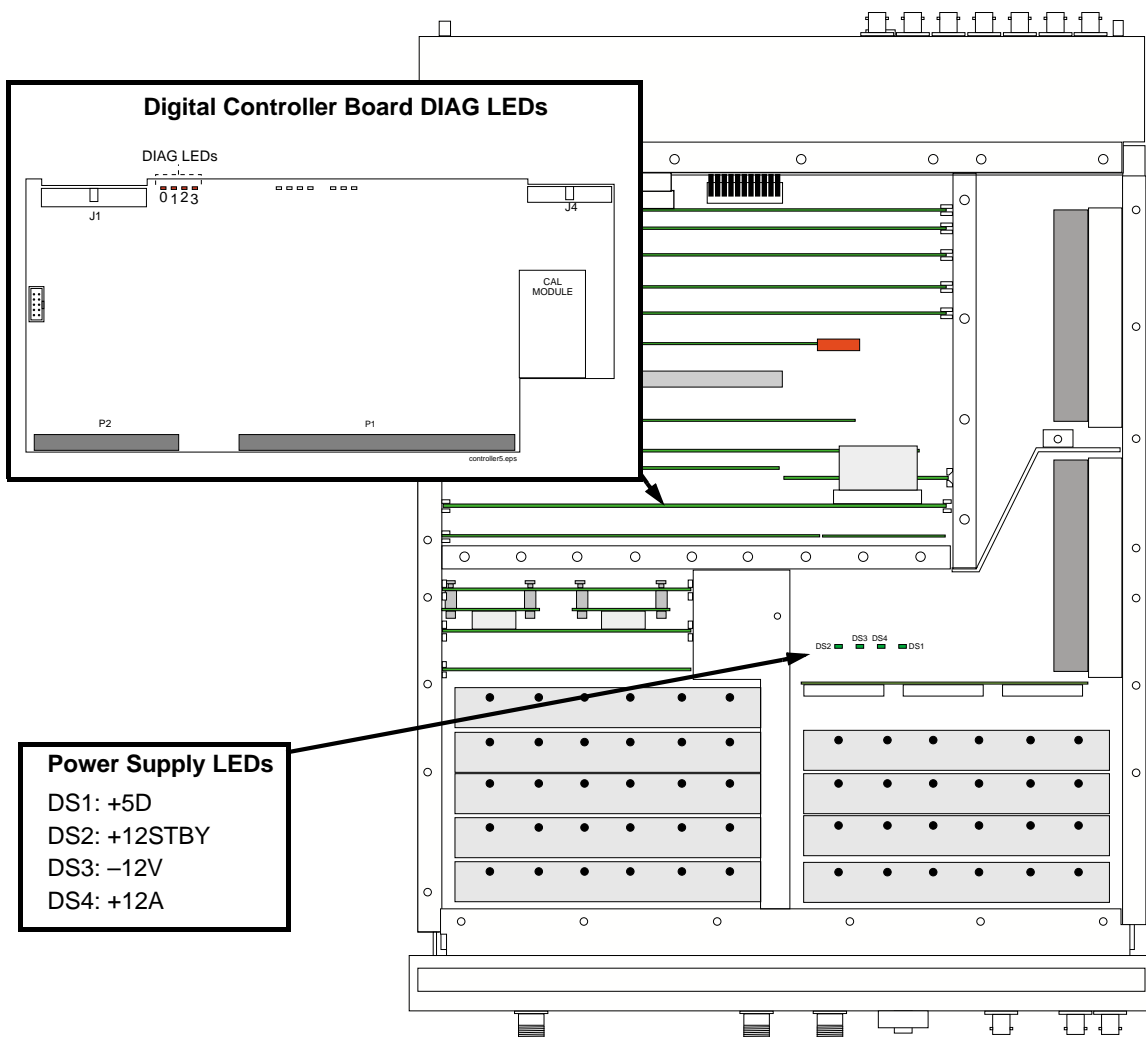 Digital Controller Board DIAG LEDs
DIAG LEDs
0 1 2 3
J1
J4
CAL
MODULE
P2
P1
controller5.eps
DS2
DS3
DS4
DS1
Power Supply LEDs
DS1: +5D
DS2: +12STBY
DS3: –12V
DS4: +12A